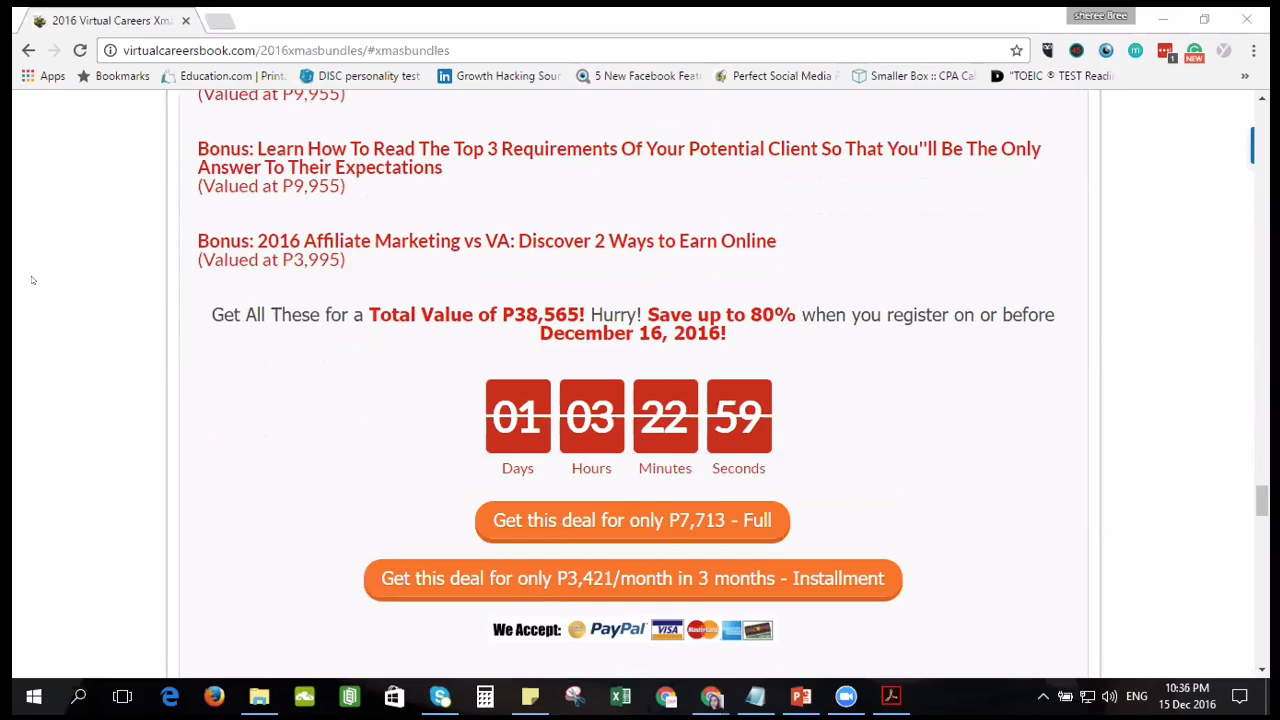 2016 Virtual Careers Xma
sheree Bree
virtualcareersbook.com/2016xmasbundles/#xmasbundles
Apps
Bookmarks
Education.com | Print
DISC personality test
Growth Hacking Sour
5 New Facebook Feat
Perfect Social Media
Smaller Box :: CPA Cal
"TOEIC ® TEST Readin
(Valued at P9,955)
Bonus: Learn How To Read The Top 3 Requirements Of Your Potential Client So That You''ll Be The Only
Answer To Their Expectations
(Valued at P9,955)
Bonus: 2016 Affiliate Marketing vs VA: Discover 2 Ways to Earn Online
(Valued at P3,995)
Get All These for a Total Value of P38,565! Hurry! Save up to 80% when you register on or before
December 16, 2016!
01 03 22 59
Days Hours Minutes Seconds
Get this deal for only P7,713 - Full
Get this deal for only P3,421/month in 3 months - Installment
We Accept: PayPal VISA MasterCard
ENG
10:36 PM
15 Dec 2016
NEW
1